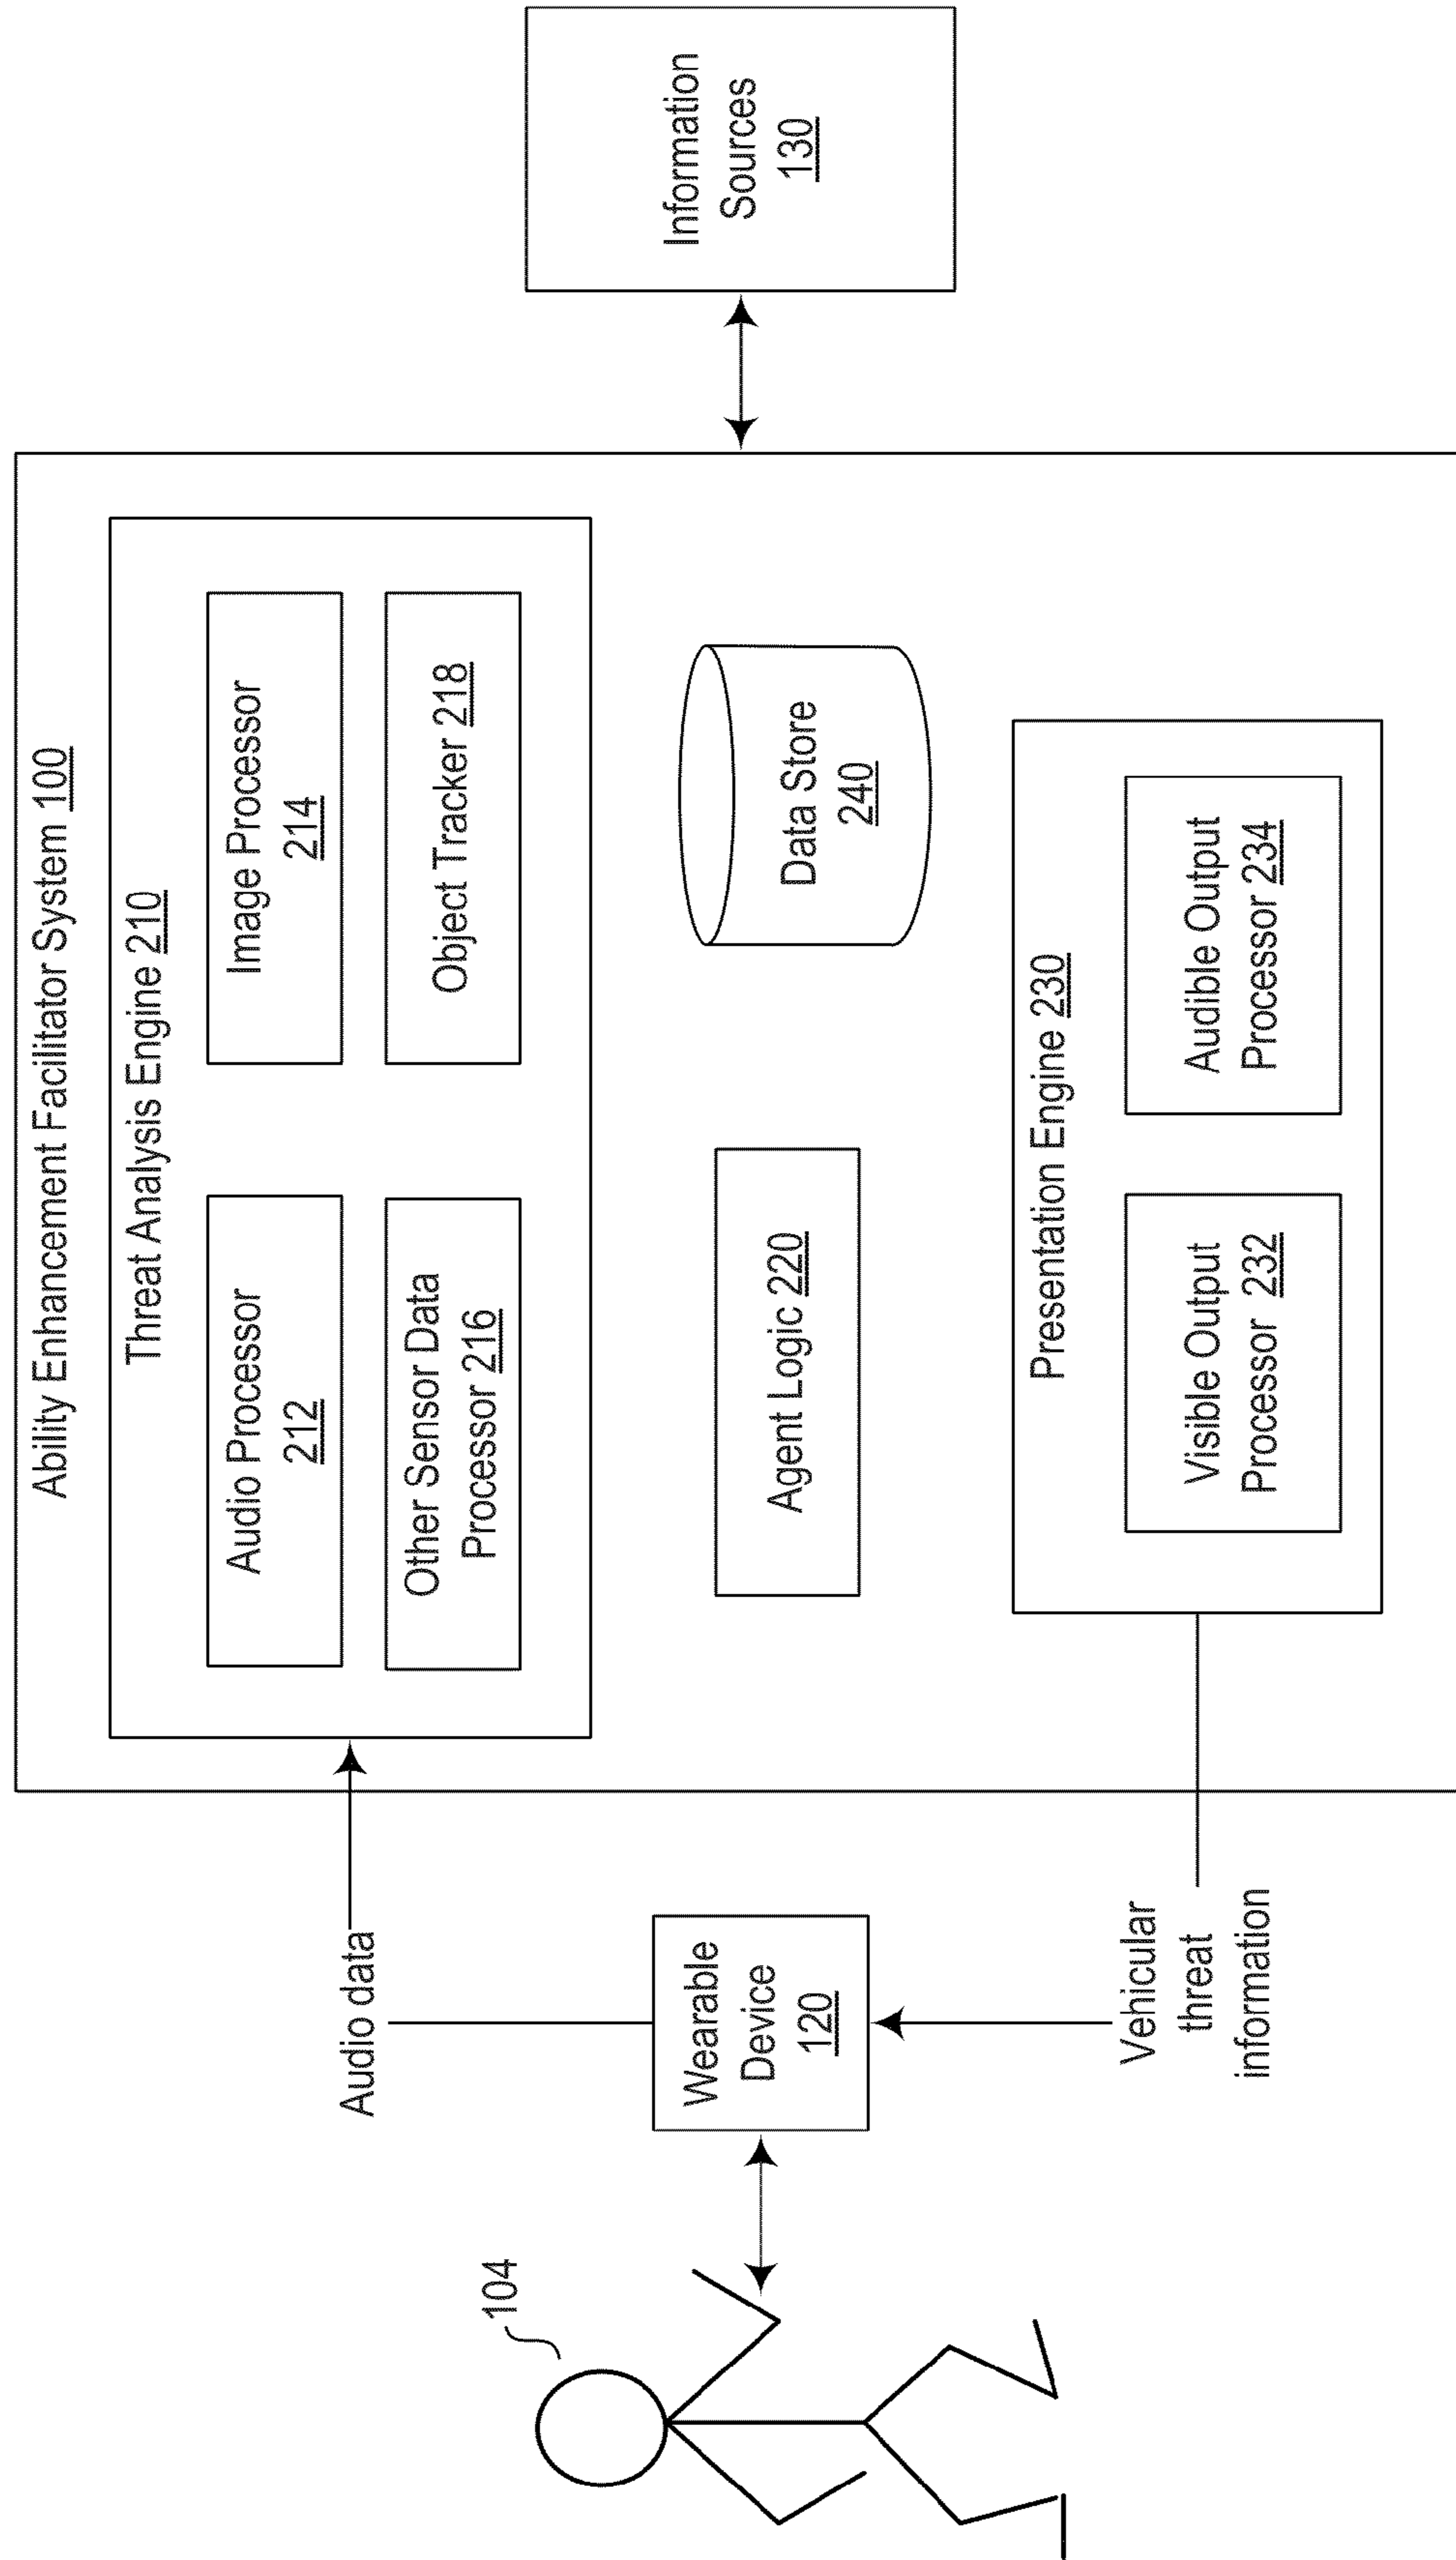 Ability Enhancement Facilitator System 100
Threat Analysis Engine 210
Audio Processor
212
Image Processor
214
Other Sensor Data
Processor 216
Object Tracker 218
Agent Logic 220
Data Store
240
Presentation Engine 230
Visible Output
Processor 232
Audible Output
Processor 234
Audio data
Wearable
Device
120
Vehicular
threat
information
104
Information
Sources
130